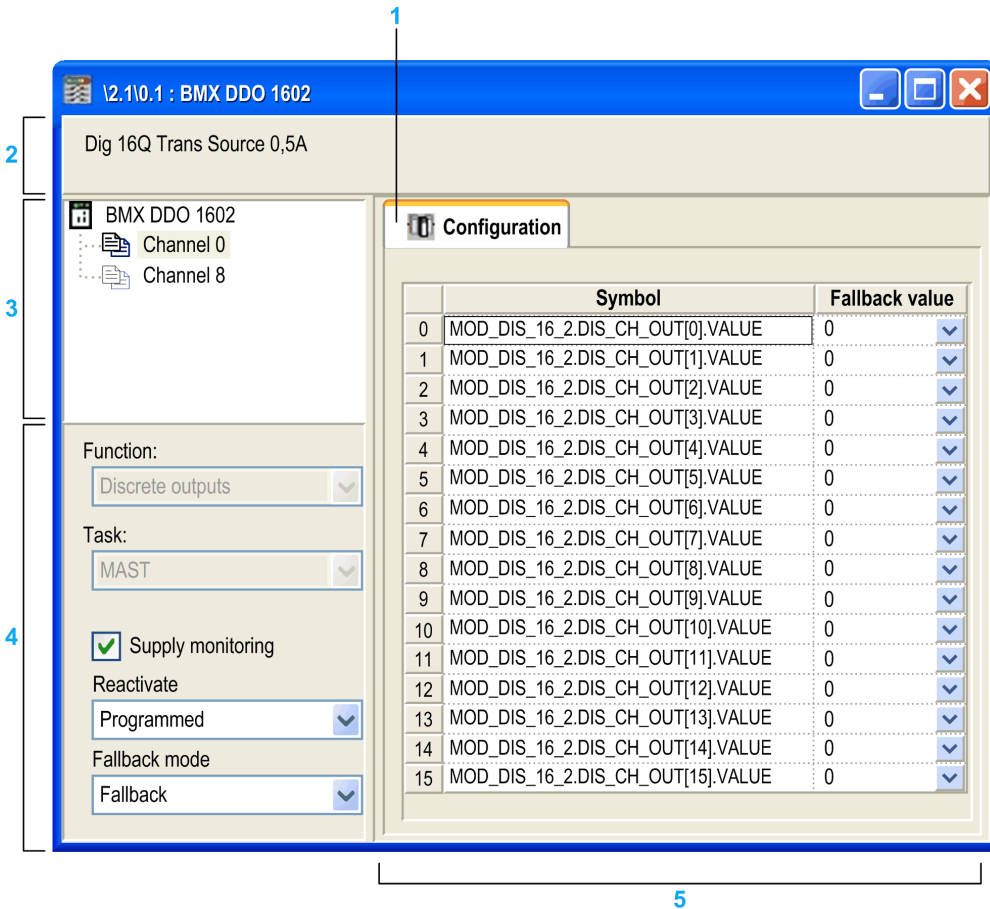 1
\2.1\0.1 : BMX DDO 1602
2
Dig 16Q Trans Source 0,5A
3
BMX DDO 1602
Channel 0
Channel 8
4
Function:
Discrete outputs
Task:
MAST
Supply monitoring
Reactivate
Programmed
Fallback mode
Fallback
Configuration
Symbol Fallback value
0 MOD_DIS_16_2.DIS_CH_OUT[0].VALUE 0
1 MOD_DIS_16_2.DIS_CH_OUT[1].VALUE 0
2 MOD_DIS_16_2.DIS_CH_OUT[2].VALUE 0
3 MOD_DIS_16_2.DIS_CH_OUT[3].VALUE 0
4 MOD_DIS_16_2.DIS_CH_OUT[4].VALUE 0
5 MOD_DIS_16_2.DIS_CH_OUT[5].VALUE 0
6 MOD_DIS_16_2.DIS_CH_OUT[6].VALUE 0
7 MOD_DIS_16_2.DIS_CH_OUT[7].VALUE 0
8 MOD_DIS_16_2.DIS_CH_OUT[8].VALUE 0
9 MOD_DIS_16_2.DIS_CH_OUT[9].VALUE 0
10 MOD_DIS_16_2.DIS_CH_OUT[10].VALUE 0
11 MOD_DIS_16_2.DIS_CH_OUT[11].VALUE 0
12 MOD_DIS_16_2.DIS_CH_OUT[12].VALUE 0
13 MOD_DIS_16_2.DIS_CH_OUT[13].VALUE 0
14 MOD_DIS_16_2.DIS_CH_OUT[14].VALUE 0
15 MOD_DIS_16_2.DIS_CH_OUT[15].VALUE 0
5